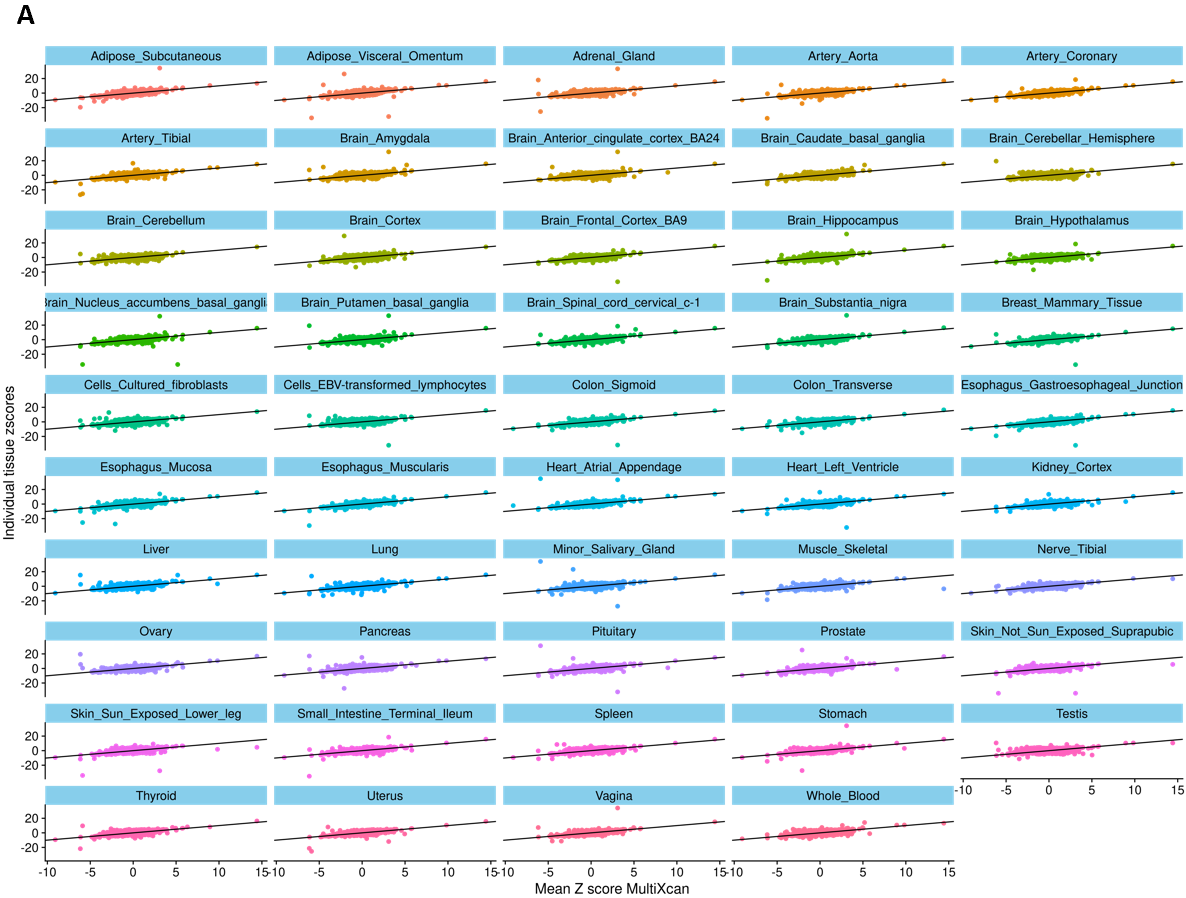 A
Adipose_Subcutaneous Adipose_Visceral_Omentum Adrenal_Gland Artery_Aorta Artery_Coronary
20
0
-20
Artery_Tibial Brain_Amygdala Brain_Anterior_cingulate_cortex_BA24 Brain_Caudate_basal_ganglia Brain_Cerebellar_Hemisphere
20
0
-20
Brain_Cerebellum Brain_Cortex Brain_Frontal_Cortex_BA9 Brain_Hippocampus Brain_Hypothalamus
20
0
-20
Brain_Nucleus_accumbens_basal_gangli Brain_Putamen_basal_ganglia Brain_Spinal_cord_cervical_c-1 Brain_Substantia_nigra Breast_Mammary_Tissue
20
0
-20
Cells_Cultured_fibroblasts Cells_EBV-transformed_lymphocytes Colon_Sigmoid Colon_Transverse Esophagus_Gastroesophageal_Junction
20
0
-20
Individual tissue zscores
Esophagus_Mucosa Esophagus_Muscularis Heart_Atrial_Appendage Heart_Left_Ventricle Kidney_Cortex
20
0
-20
Liver Lung Minor_Salivary_Gland Muscle_Skeletal Nerve_Tibial
20
0
-20
Ovary Pancreas Pituitary Prostate Skin_Not_Sun_Exposed_Suprapubic
20
0
-20
Skin_Sun_Exposed_Lower_leg Small_Intestine_Terminal_Ileum Spleen Stomach Testis
20
0
-20
-10 -5 0 5 10 15
Thyroid Uterus Vagina Whole_Blood
20
0
-20
-10 -5 0 5 10 15 -10 -5 0 5 10 15 -10 -5 0 5 10 15 -10 -5 0 5 10 15
Mean Z score MultiXcan